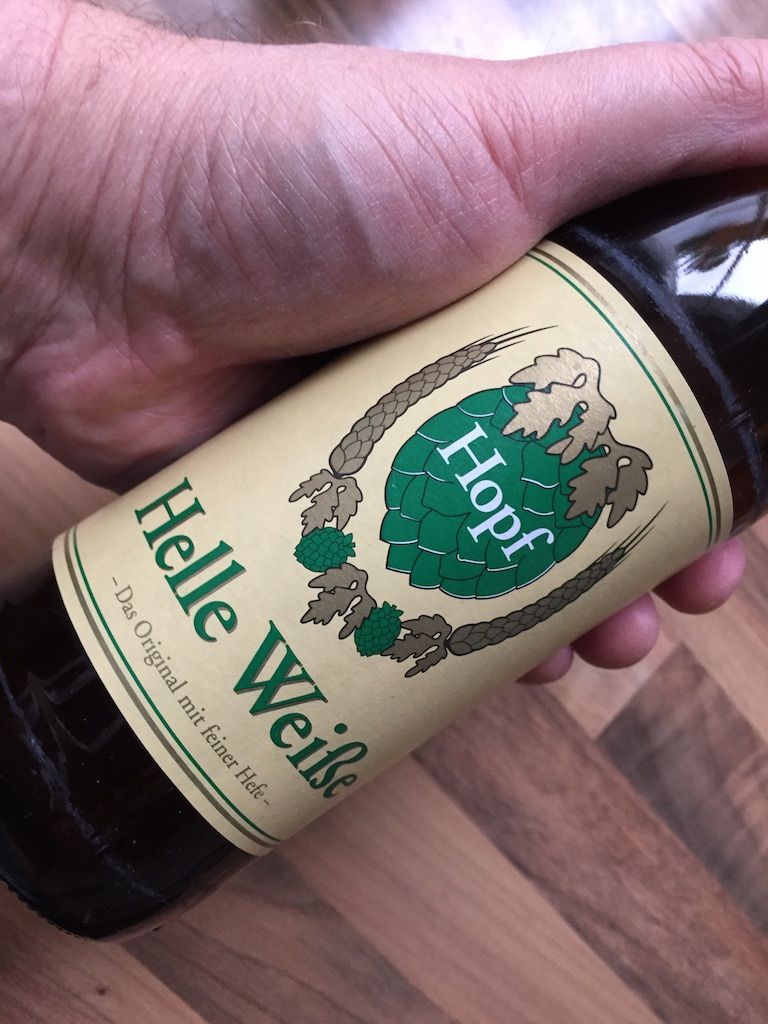 Hopf
Helle Weiße
– Das Original mit feiner Hefe –